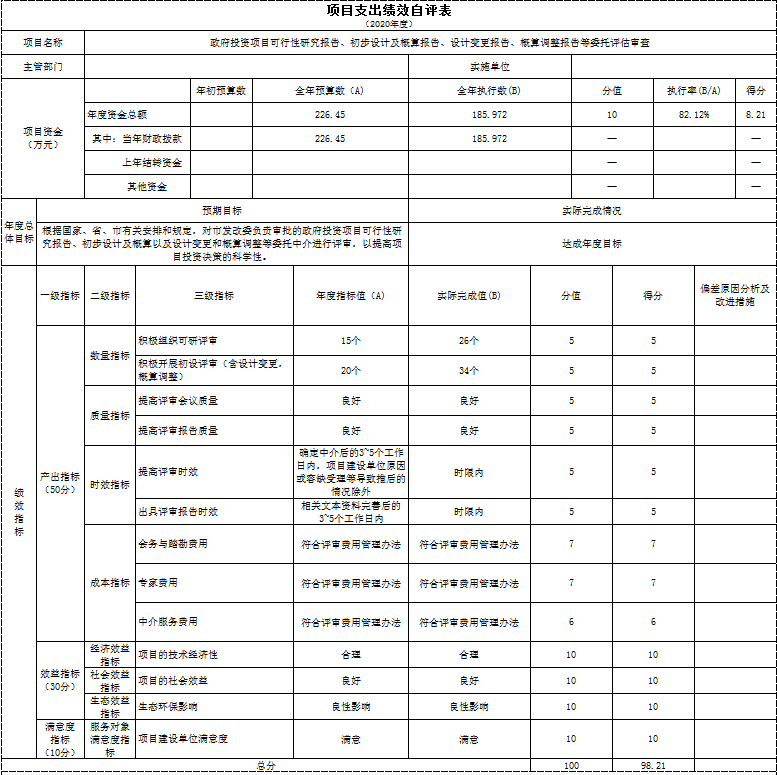 项目支出绩效自评表
（2020年度）
项目名称 政府投资项目可行性研究报告、初步设计及概算报告、设计变更报告、概算调整报告等委托评估审查
主管部门 实施单位
项目资金
（万元）
年初预算数 全年预算数（A） 全年执行数(B) 分值 执行率(B/A) 得分
年度资金总额 226.45 185.972 10 82.12% 8.21
其中：当年财政拨款 226.45 185.972 — —
上年结转资金 — —
其他资金 — —
年度总
体目标
预期目标 实际完成情况
根据国家、省、市有关安排和规定，对市发改委负责审批的政府投资项目可行性研
究报告、初步设计及概算以及设计变更和概算调整等委托中介进行评审，以提高项
目投资决策的科学性。
达成年度目标
绩
效
指
标
一级指标 二级指标 三级指标 年度指标值（A） 实际完成值(B) 分值 得分 偏差原因分析及
改进措施
产出指标
（50分）
数量指标
积极组织可研评审 15个 26个 5 5
积极开展初设评审（含设计变更，
概算调整） 20个 34个 5 5
质量指标
提高评审会议质量 良好 良好 5 5
提高评审报告质量 良好 良好 5 5
时效指标
提高评审时效
确定中介后的3~5个工作
日内，项目建设单位原因
或容缺受理等导致推后的
情况除外
时限内 5 5
出具评审报告时效
相关文本资料完善后的
3~5个工作日内
时限内 5 5
成本指标
会务与踏勘费用 符合评审费用管理办法 符合评审费用管理办法 7 7
专家费用 符合评审费用管理办法 符合评审费用管理办法 7 7
中介服务费用 符合评审费用管理办法 符合评审费用管理办法 6 6
效益指标
（30分）
经济效益
指标
项目的技术经济性 合理 合理 10 10
社会效益
指标
项目的社会效益 良好 良好 10 10
生态效益
指标
生态环保影响 良性影响 良性影响 10 10
满意度
指标
（10分）
服务对象
满意度指
标
项目建设单位满意度 满意 满意 10 10
总分 100 98.21